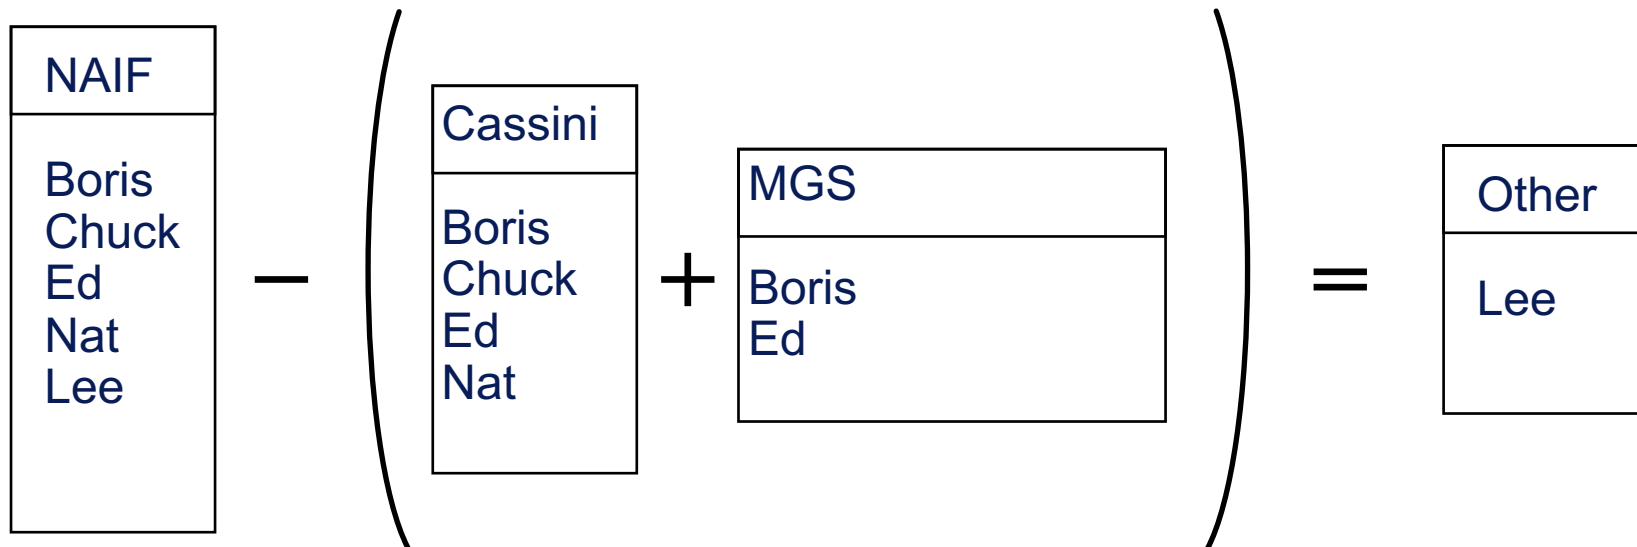 NAIF
Boris
Chuck
Ed
Nat
Lee
−
(
Cassini
Boris
Chuck
Ed
Nat
+
MGS
Boris
Ed
)
=
Other
Lee